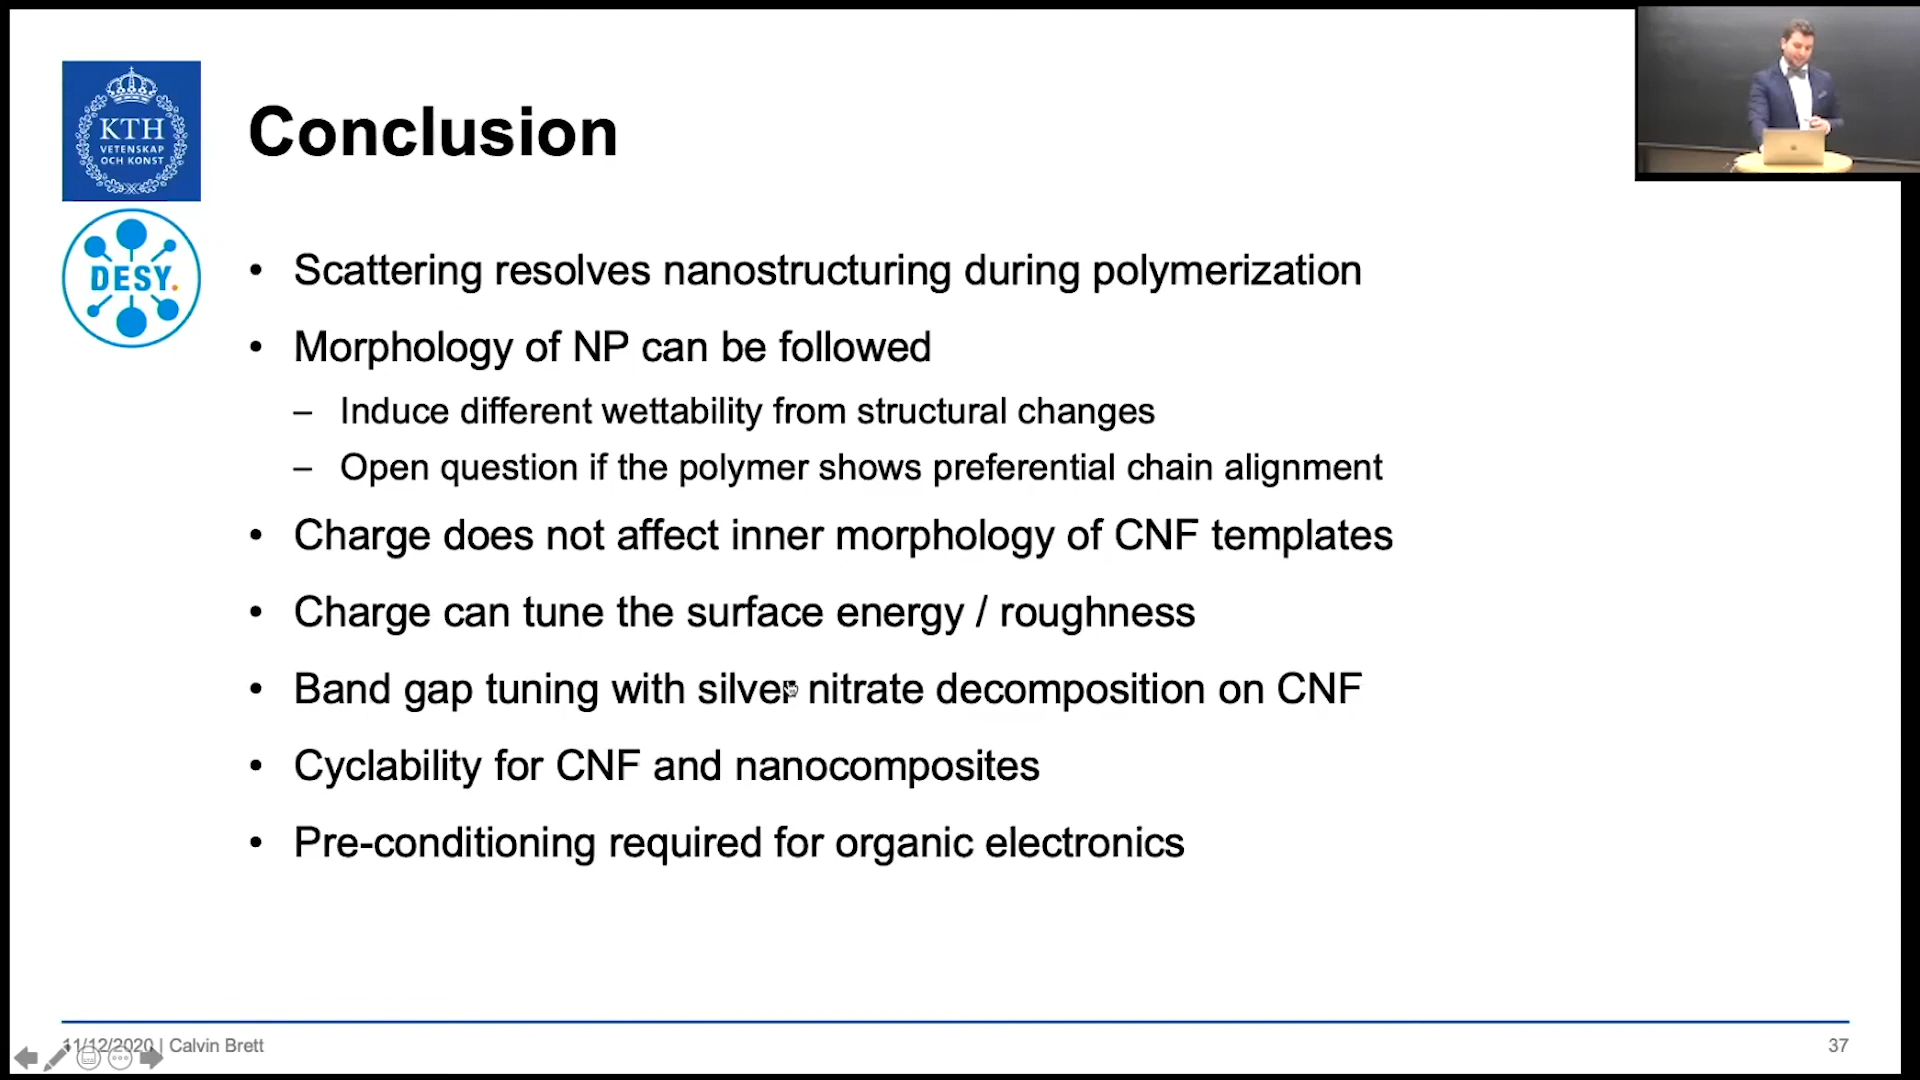 KTH
VETENSKAP
OCH KONST
DESY.
Conclusion
• Scattering resolves nanostructuring during polymerization
• Morphology of NP can be followed
– Induce different wettability from structural changes
– Open question if the polymer shows preferential chain alignment
• Charge does not affect inner morphology of CNF templates
• Charge can tune the surface energy / roughness
• Band gap tuning with silver nitrate decomposition on CNF
• Cyclability for CNF and nanocomposites
• Pre-conditioning required for organic electronics
11/12/2020 | Calvin Brett
37